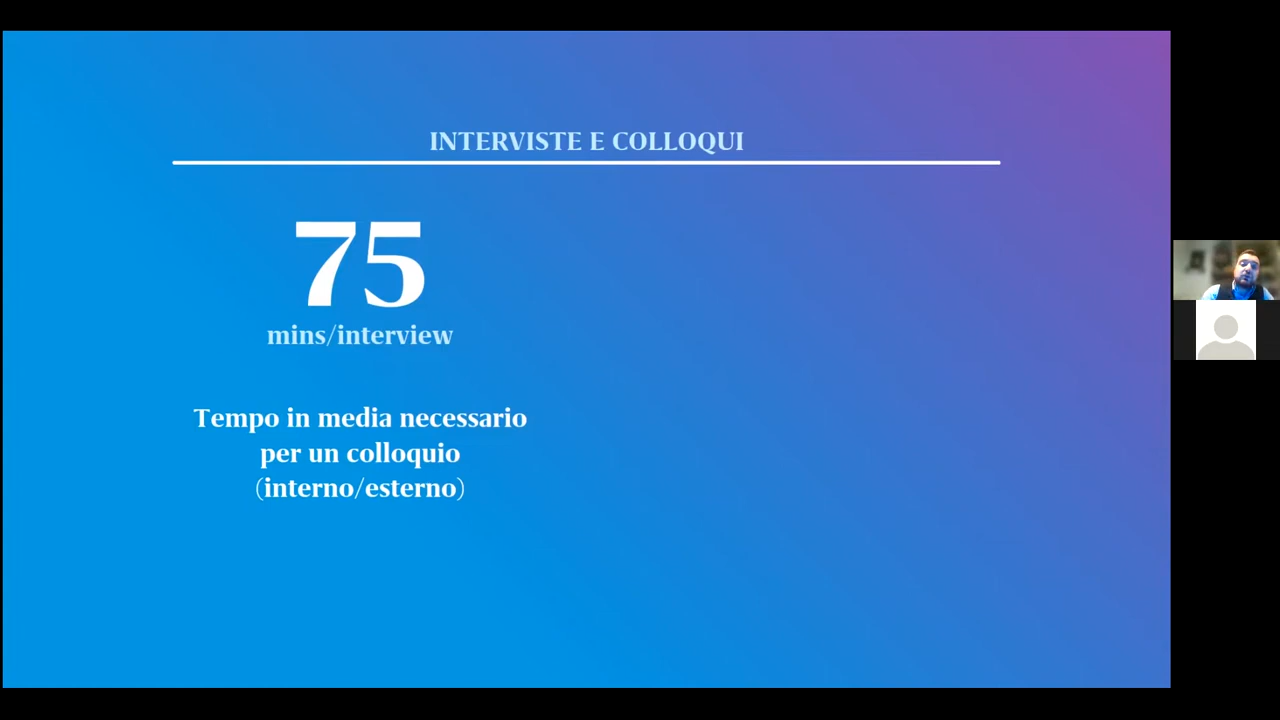 INTERVISTE E COLLOQUI
75
mins/interview
Tempo in media necessario
per un colloquio
(interno/esterno)